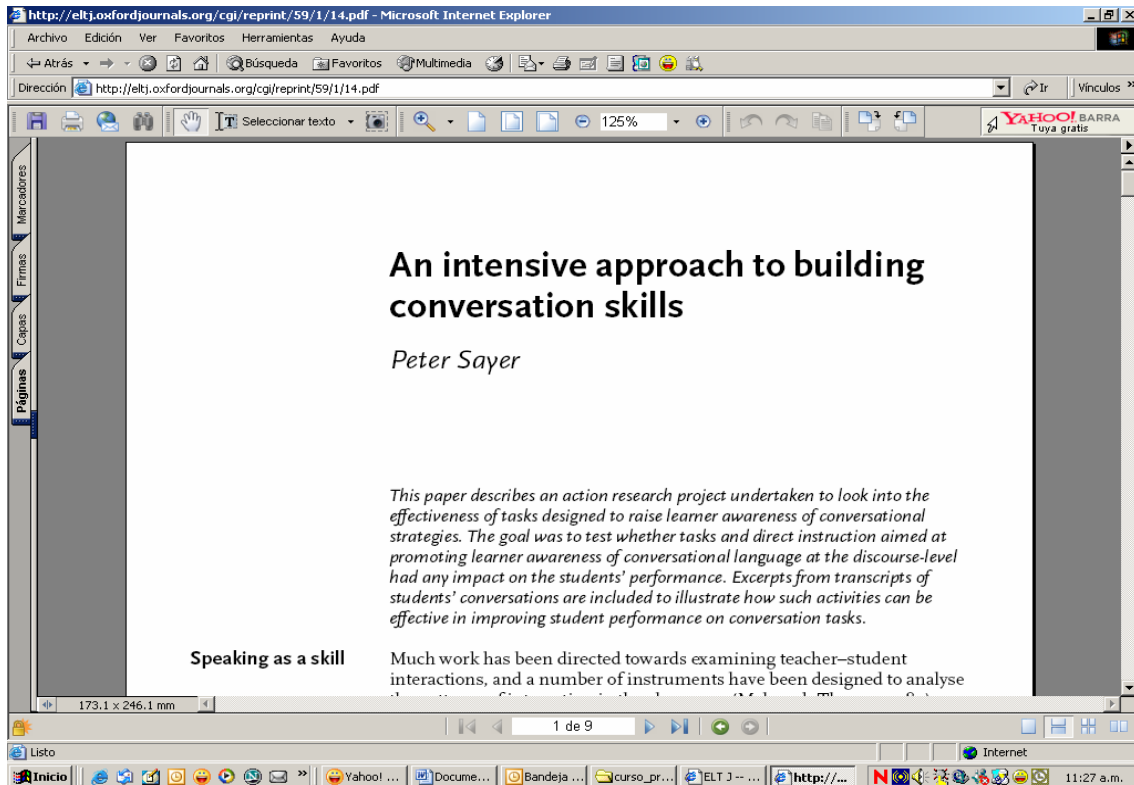 http://eltj.oxfordjournals.org/cgi/reprint/59/1/14.pdf - Microsoft Internet Explorer
Archivo Edición Ver Favoritos Herramientas Ayuda
Atrás Búsqueda Favoritos Multimedia
Dirección http://eltj.oxfordjournals.org/cgi/reprint/59/1/14.pdf Ir Vínculos »
Seleccionar texto 125% YAHOO! BARRA
Tuya gratis
Marcadores
Firmas
Capas
Páginas
An intensive approach to building
conversation skills
Peter Sayer
This paper describes an action research project undertaken to look into the
effectiveness of tasks designed to raise learner awareness of conversational
strategies. The goal was to test whether tasks and direct instruction aimed at
promoting learner awareness of conversational language at the discourse-level
had any impact on the students' performance. Excerpts from transcripts of
students' conversations are included to illustrate how such activities can be
effective in improving student performance on conversation tasks.
Speaking as a skill
Much work has been directed towards examining teacher–student
interactions, and a number of instruments have been designed to analyse
173.1 x 246.1 mm
1 de 9
Listo Internet
Inicio » Yahoo! ... Docume... Bandeja ... curso_pr... ELT J -- ... http://... 11:27 a.m.